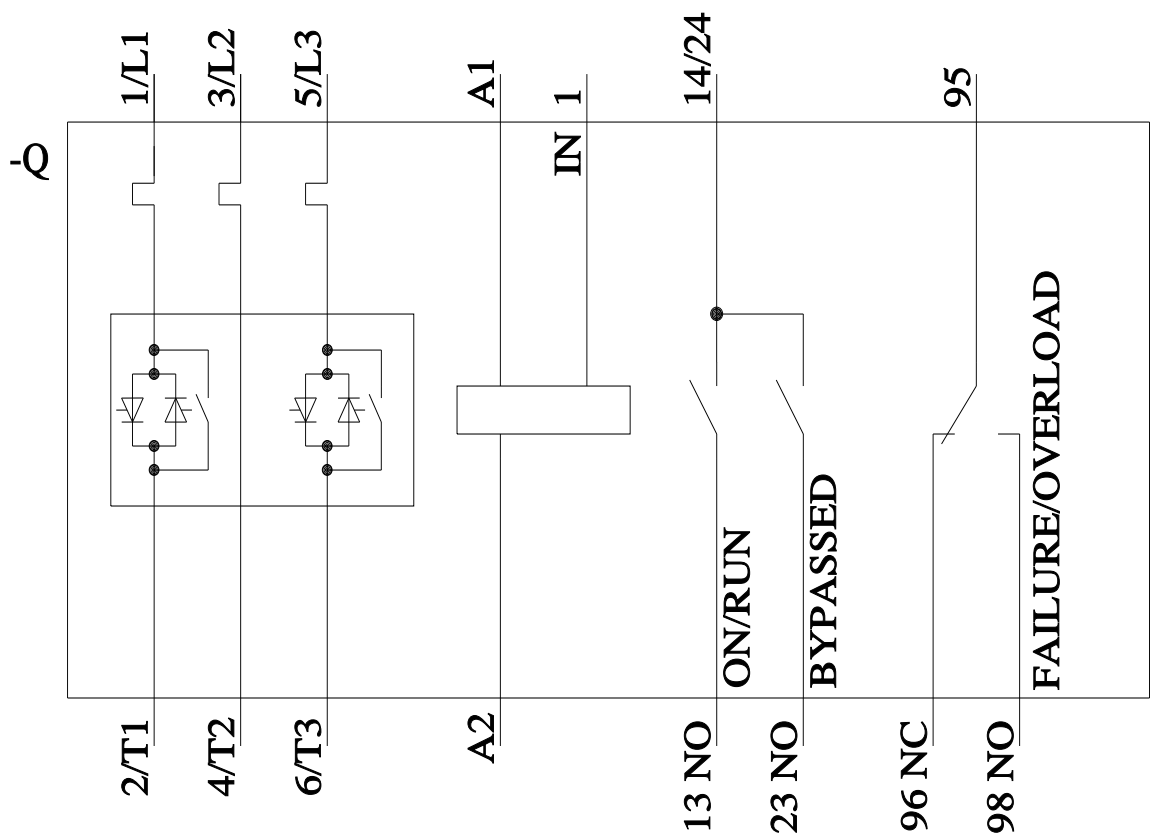 -Q
1/L1
3/L2
5/L3
A1
IN 1
14/24
95
ON/RUN
BYPASSED
FAILURE/OVERLOAD
2/T1
4/T2
6/T3
A2
13 NO
23 NO
96 NC
98 NO